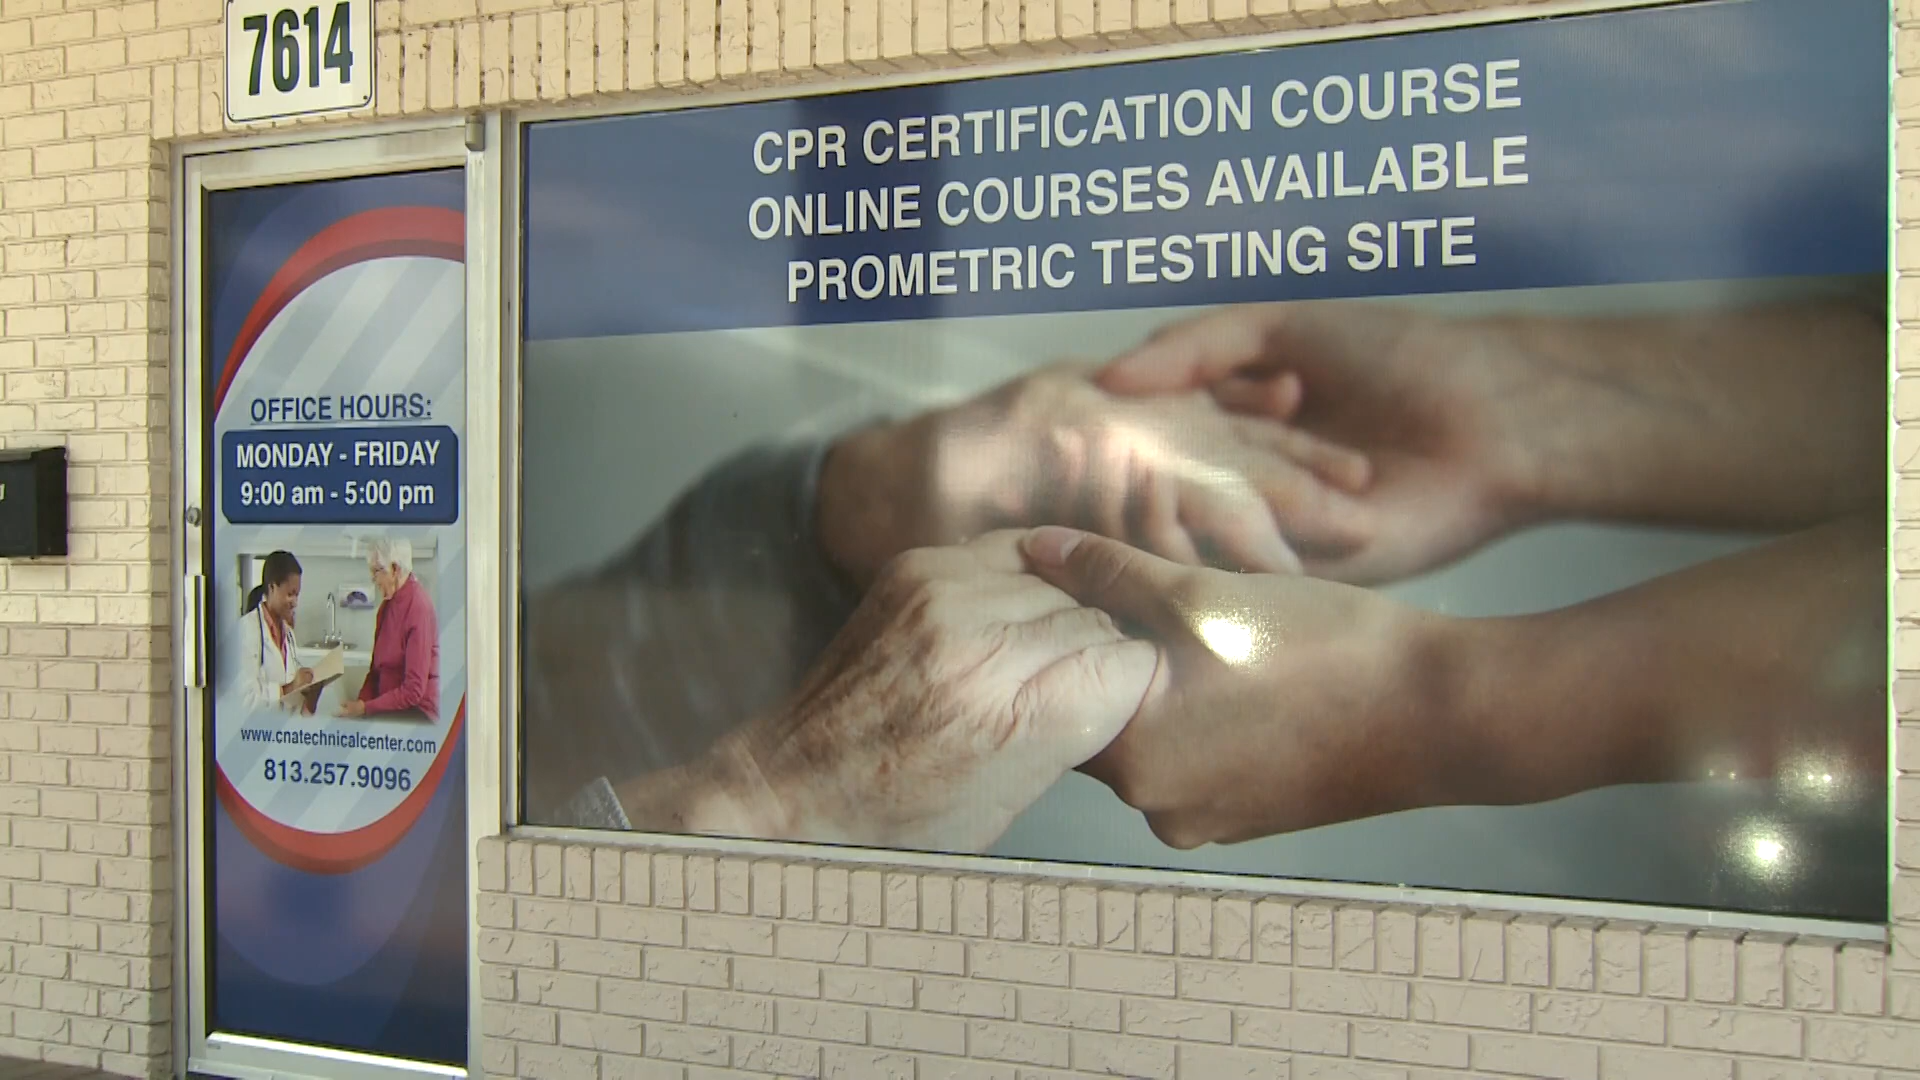 7614
CPR CERTIFICATION COURSE
ONLINE COURSES AVAILABLE
PROMETRIC TESTING SITE
OFFICE HOURS:
MONDAY - FRIDAY
9:00 am - 5:00 pm
www.cnatechnicalcenter.com
813.257.9096